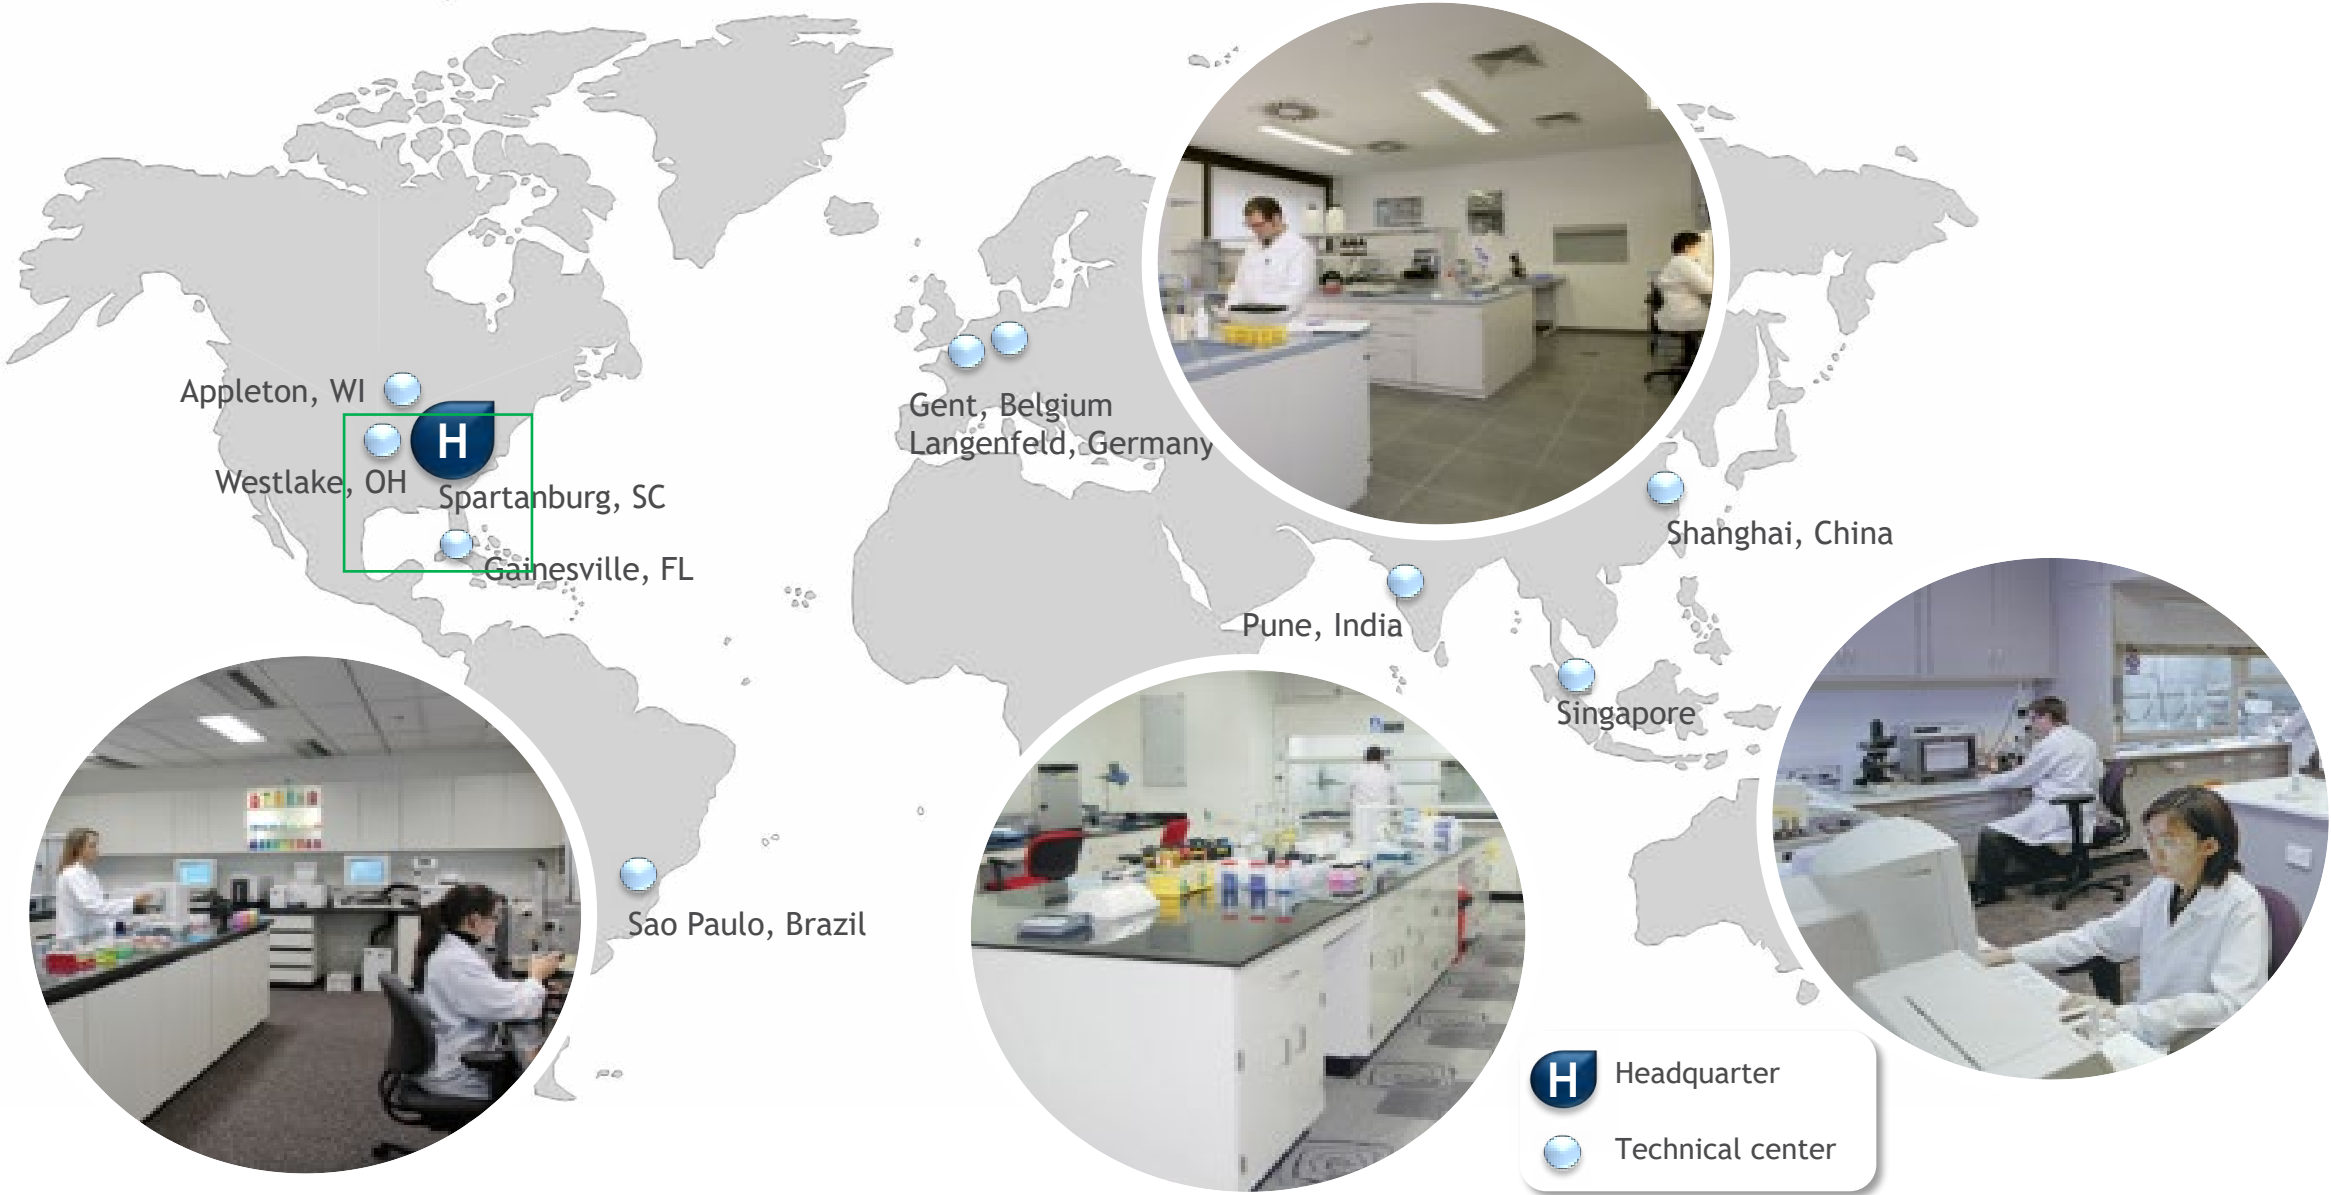 Appleton, WI
H
Westlake, OH
Spartanburg, SC
Gainesville, FL
Gent, Belgium
Langenfeld, Germany
Shanghai, China
Pune, India
Singapore
Sao Paulo, Brazil
H Headquarter
Technical center